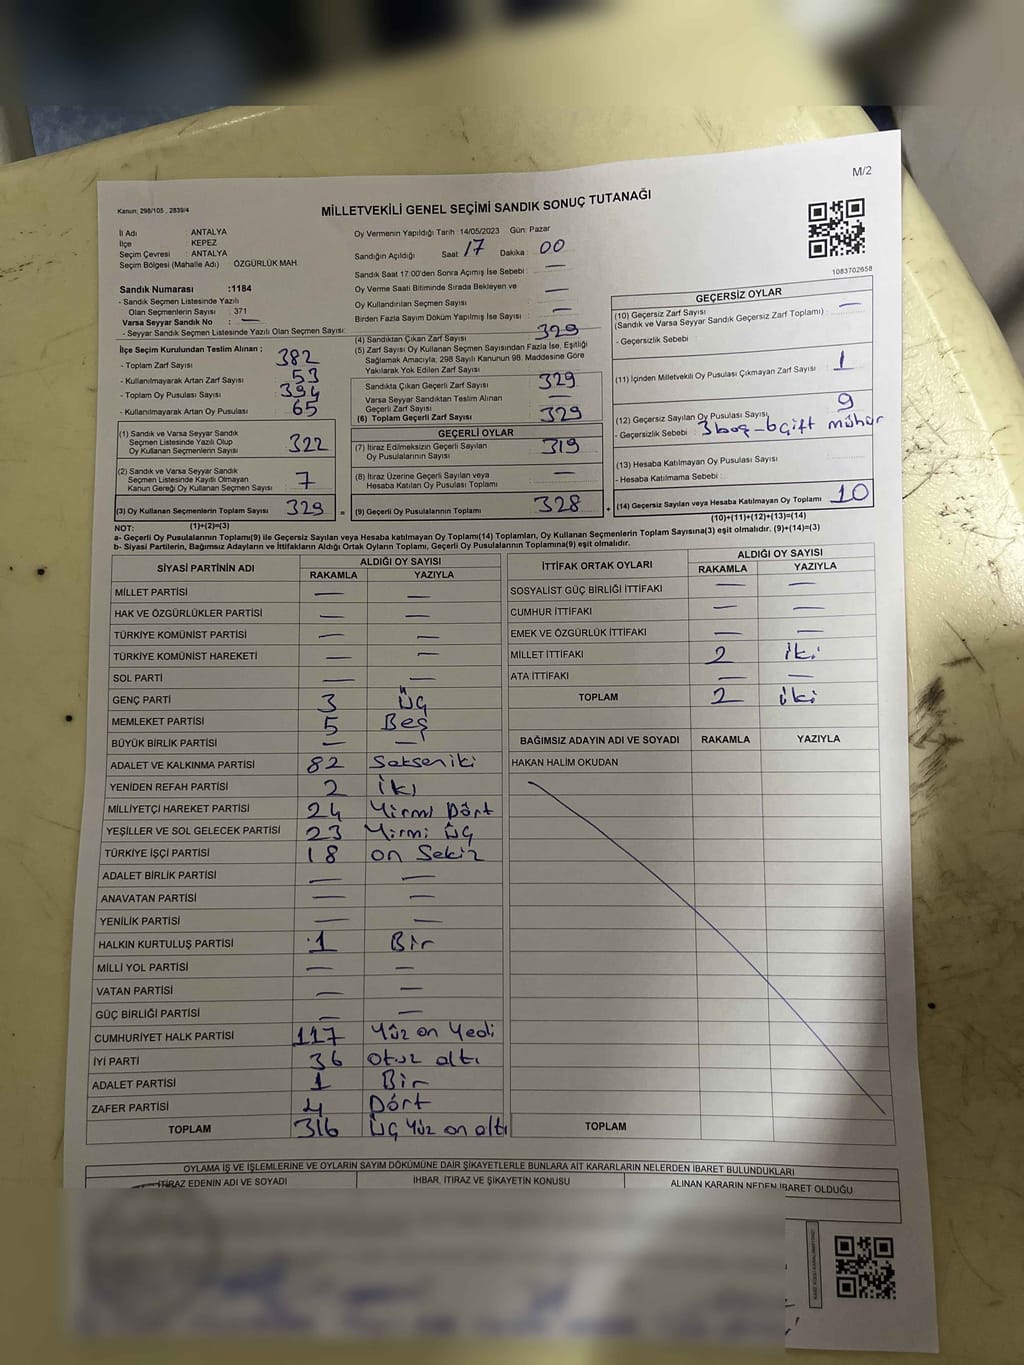 M/2
Kanun; 298/105 , 2839/4
MİLLETVEKİLİ GENEL SEÇİMİ SANDIK SONUÇ TUTANAĞI
1083702658
İl Adı : ANTALYA
İlçe : KEPEZ
Seçim Çevresi : ANTALYA
Seçim Bölgesi (Mahalle Adı) : ÖZGÜRLÜK MAH.
Oy Vermenin Yapıldığı Tarih :14/05/2023 Gün: Pazar
Sandığın Açıldığı Saat: 17 Dakika : 00
Sandık Saat 17:00'den Sonra Açımış İse Sebebi : —
Oy Verme Saati Bitiminde Sırada Bekleyen ve
Oy Kullandırılan Seçmen Sayısı —
Birden Fazla Sayım Döküm Yapılmış İse Sayısı : —
Sandık Numarası :1184
- Sandık Seçmen Listesinde Yazılı
Olan Seçmenlerin Sayısı : 371
Varsa Seyyar Sandık No : —
- Seyyar Sandık Seçmen Listesinde Yazılı Olan Seçmen Sayısı:
İlçe Seçim Kurulundan Teslim Alınan :
- Toplam Zarf Sayısı : 382
- Kullanılmayarak Artan Zarf Sayısı : 53
- Toplam Oy Pusulası Sayısı : 394
- Kullanılmayarak Artan Oy Pusulası : 65
(1) Sandık ve Varsa Seyyar Sandık
Seçmen Listesinde Yazılı Olup
Oy Kullanan Seçmenlerin Sayısı 322
(2) Sandık ve Varsa Seyyar Sandık
Seçmen Listesinde Kayıtlı Olmayan
Kanun Gereği Oy Kullanan Seçmen Sayısı : 7
(3) Oy Kullanan Seçmenlerin Toplam Sayısı 329
(1)+(2)=(3)
(4) Sandıktan Çıkan Zarf Sayısı : 329
(5) Zarf Sayısı Oy Kullanan Seçmen Sayısından Fazla İse, Eşitliği
Sağlamak Amacıyla; 298 Sayılı Kanunun 98. Maddesine Göre
Yakılarak Yok Edilen Zarf Sayısı :
Sandıkta Çıkan Geçerli Zarf Sayısı 329
Varsa Seyyar Sandıktan Teslim Alınan
Geçerli Zarf Sayısı —
(6) Toplam Geçerli Zarf Sayısı 329
GEÇERLİ OYLAR
(7) İtiraz Edilmeksizin Geçerli Sayılan
Oy Pusulalarının Sayısı: 319
(8) İtiraz Üzerine Geçerli Sayılan veya
Hesaba Katılan Oy Pusulası Toplamı —
= (9) Geçerli Oy Pusulalarının Toplamı 328
GEÇERSİZ OYLAR
(10) Geçersiz Zarf Sayısı —
(Sandık ve Varsa Seyyar Sandık Geçersiz Zarf Toplamı) :
- Geçersizlik Sebebi :
(11) İçinden Milletvekili Oy Pusulası Çıkmayan Zarf Sayısı : 1
(12) Geçersiz Sayılan Oy Pusulası Sayısı 9
- Geçersizlik Sebebi : 3 boş - 6 çift mühür
(13) Hesaba Katılmayan Oy Pusulası Sayısı :
- Hesaba Katılmama Sebebi :
+ (14) Geçersiz Sayılan veya Hesaba Katılmayan Oy Toplamı 10
(10)+(11)+(12)+(13)=(14)
NOT:
a- Geçerli Oy Pusulalarının Toplamı(9) ile Geçersiz Sayılan veya Hesaba katılmayan Oy Toplamı(14) Toplamları, Oy Kullanan Seçmenlerin Toplam Sayısına(3) eşit olmalıdır. (9)+(14)=(3)
b- Siyasi Partilerin, Bağımsız Adayların ve İttifakların Aldığı Ortak Oyların Toplamı, Geçerli Oy Pusulalarının Toplamına(9) eşit olmalıdır.
SİYASİ PARTİNİN ADI ALDIĞI OY SAYISI
RAKAMLA YAZIYLA
MİLLET PARTİSİ — —
HAK VE ÖZGÜRLÜKLER PARTİSİ — —
TÜRKİYE KOMÜNİST PARTİSİ — —
TÜRKİYE KOMÜNİST HAREKETİ — —
SOL PARTİ — —
GENÇ PARTİ 3 Üç
MEMLEKET PARTİSİ 5 Beş
BÜYÜK BİRLİK PARTİSİ — —
ADALET VE KALKINMA PARTİSİ 82 Seksen iki
YENİDEN REFAH PARTİSİ 2 İki
MİLLİYETÇİ HAREKET PARTİSİ 24 Yirmi Dört
YEŞİLLER VE SOL GELECEK PARTİSİ 23 Yirmi Üç
TÜRKİYE İŞÇİ PARTİSİ 18 on Sekiz
ADALET BİRLİK PARTİSİ — —
ANAVATAN PARTİSİ — —
YENİLİK PARTİSİ — —
HALKIN KURTULUŞ PARTİSİ 1 Bir
MİLLİ YOL PARTİSİ — —
VATAN PARTİSİ — —
GÜÇ BİRLİĞİ PARTİSİ — —
CUMHURİYET HALK PARTİSİ 117 Yüz on Yedi
İYİ PARTİ 36 otuz altı
ADALET PARTİSİ 1 Bir
ZAFER PARTİSİ 4 Dört
TOPLAM 316 Üç Yüz on altı
İTTİFAK ORTAK OYLARI ALDIĞI OY SAYISI
RAKAMLA YAZIYLA
SOSYALİST GÜÇ BİRLİĞİ İTTİFAKI — —
CUMHUR İTTİFAKI — —
EMEK VE ÖZGÜRLÜK İTTİFAKI — —
MİLLET İTTİFAKI 2 iki
ATA İTTİFAKI — —
TOPLAM 2 iki
BAĞIMSIZ ADAYIN ADI VE SOYADI RAKAMLA YAZIYLA
HAKAN HALİM OKUDAN
TOPLAM
OYLAMA İŞ VE İŞLEMLERİNE VE OYLARIN SAYIM DÖKÜMÜNE DAİR ŞİKAYETLERLE BUNLARA AİT KARARLARIN NELERDEN İBARET BULUNDUKLARI
İTİRAZ EDENİN ADI VE SOYADI İHBAR, İTİRAZ VE ŞİKAYETİN KONUSU ALINAN KARARIN NEDEN İBARET OLDUĞU